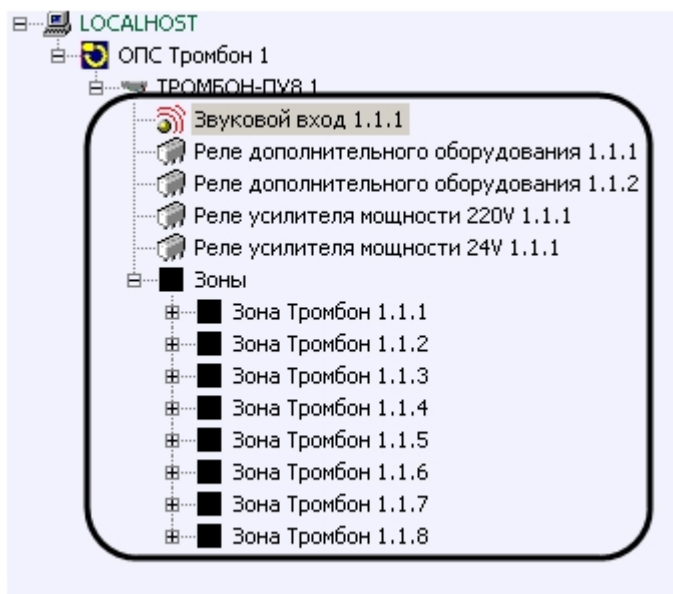 LOCALHOST
ОПС Тромбон 1
ТРОМБОН-ПУ8 1
Звуковой вход 1.1.1
Реле дополнительного оборудования 1.1.1
Реле дополнительного оборудования 1.1.2
Реле усилителя мощности 220V 1.1.1
Реле усилителя мощности 24V 1.1.1
Зоны
Зона Тромбон 1.1.1
Зона Тромбон 1.1.2
Зона Тромбон 1.1.3
Зона Тромбон 1.1.4
Зона Тромбон 1.1.5
Зона Тромбон 1.1.6
Зона Тромбон 1.1.7
Зона Тромбон 1.1.8